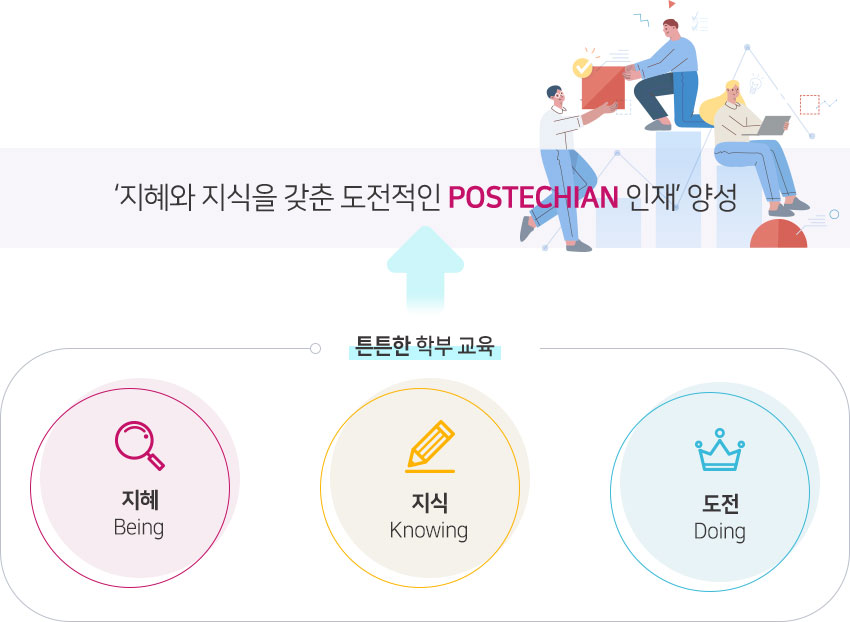 ‘지혜와 지식을 갖춘 도전적인 POSTECHIAN 인재’ 양성
튼튼한 학부 교육
지혜
Being
지식
Knowing
도전
Doing